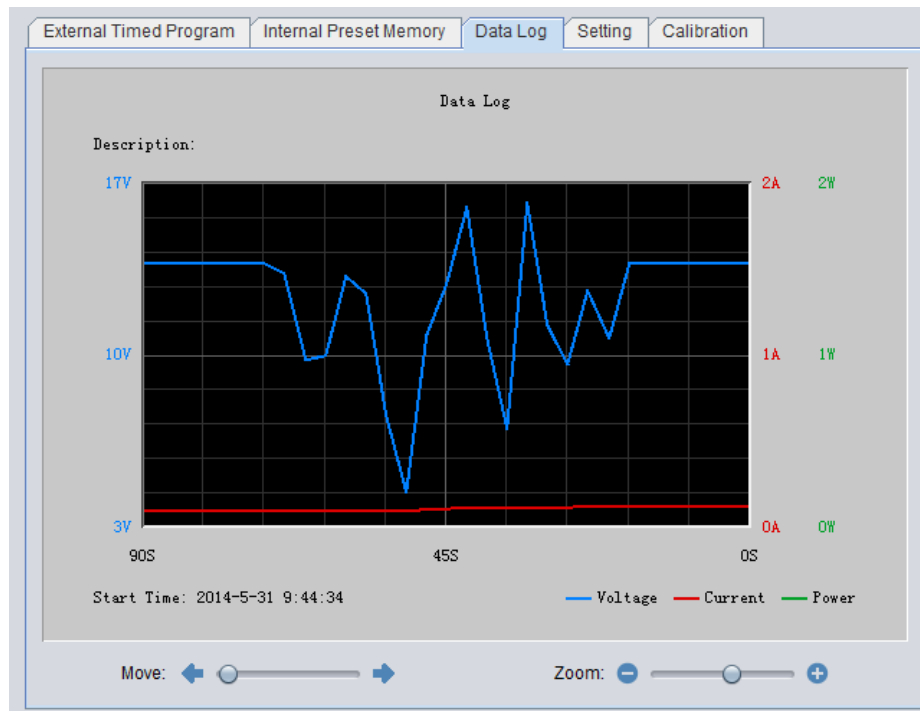 External Timed Program Internal Preset Memory Data Log Setting Calibration
Data Log
Description:
17V 2A 2W
10V 1A 1W
3V 0A 0W
90S 45S 0S
Start Time: 2014-5-31 9:44:34 Voltage Current Power
Move: Zoom: